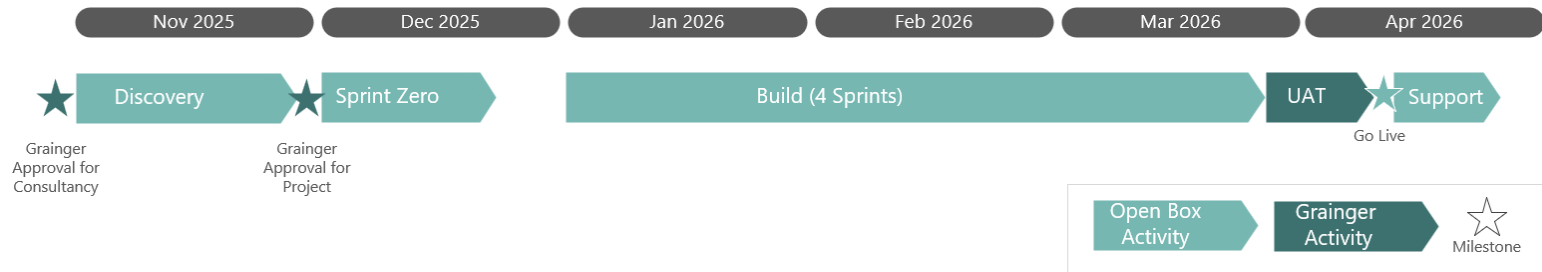 Nov 2025
Dec 2025
Jan 2026
Feb 2026
Mar 2026
Apr 2026
Discovery
Sprint Zero
Build (4 Sprints)
UAT
Support
Grainger
Approval for
Consultancy
Grainger
Approval for
Project
Go Live
Open Box
Activity
Grainger
Activity
Milestone